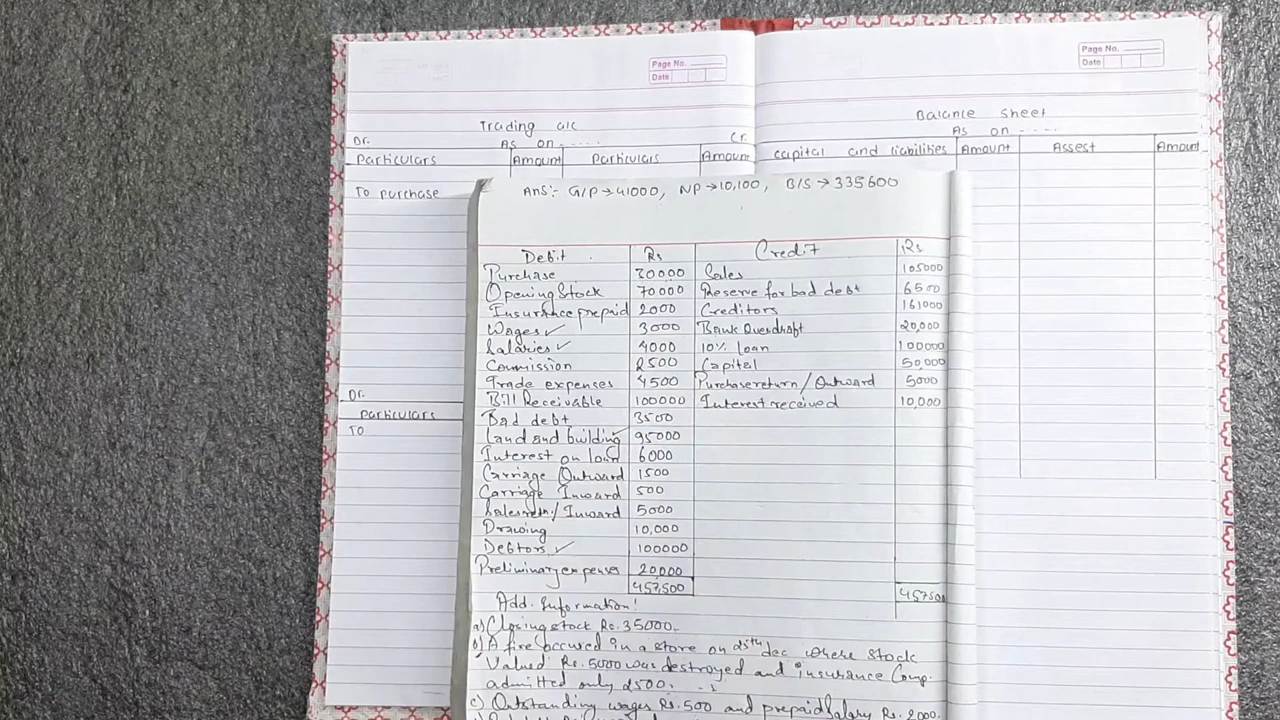 Page No.
Date
Page No.
Date
Trading a/c
As on .....
Dr. Cr.
Particulars Amount Particulars Amount
To purchase
Dr.
Particulars
TO
Balance sheet
As on .....
capital and liabilities Amount Assest Amount
Ans:- G/P → 41000, NP → 10,100, B/S → 335600
Debit Rs Credit Rs
Purchase 30000 Sales 105000
Opening Stock 70000 Reserve for bad debt 6500
Insurance prepaid 2000 Creditors 161000
Wages ✓ 3000 Bank Overdraft 20,000
Salaries ✓ 4000 10% loan 100000
Commission 2500 Capital 50,000
Trade expenses 4500 Purchase return / Outward 5000
Bill Receivable 100000 Interest received 10,000
Bad debt 3500
Land and building 95000
Interest on loan 6000
Carriage Outward 1500
Carriage Inward 500
/ Inward 5000
Drawing 10,000
Debtors ✓ 100000
Preliminary expenses 20,000
457,500 457500
Add. Information!
a) Closing stock Rs. 35000.
b) A fire occured in a store on 25th dec where stock
Valued Rs. 5000 was destroyed and insurance Comp.
admitted only 2500.
c) Outstanding wages Rs. 500 and prepaid Salary Rs. 2000.